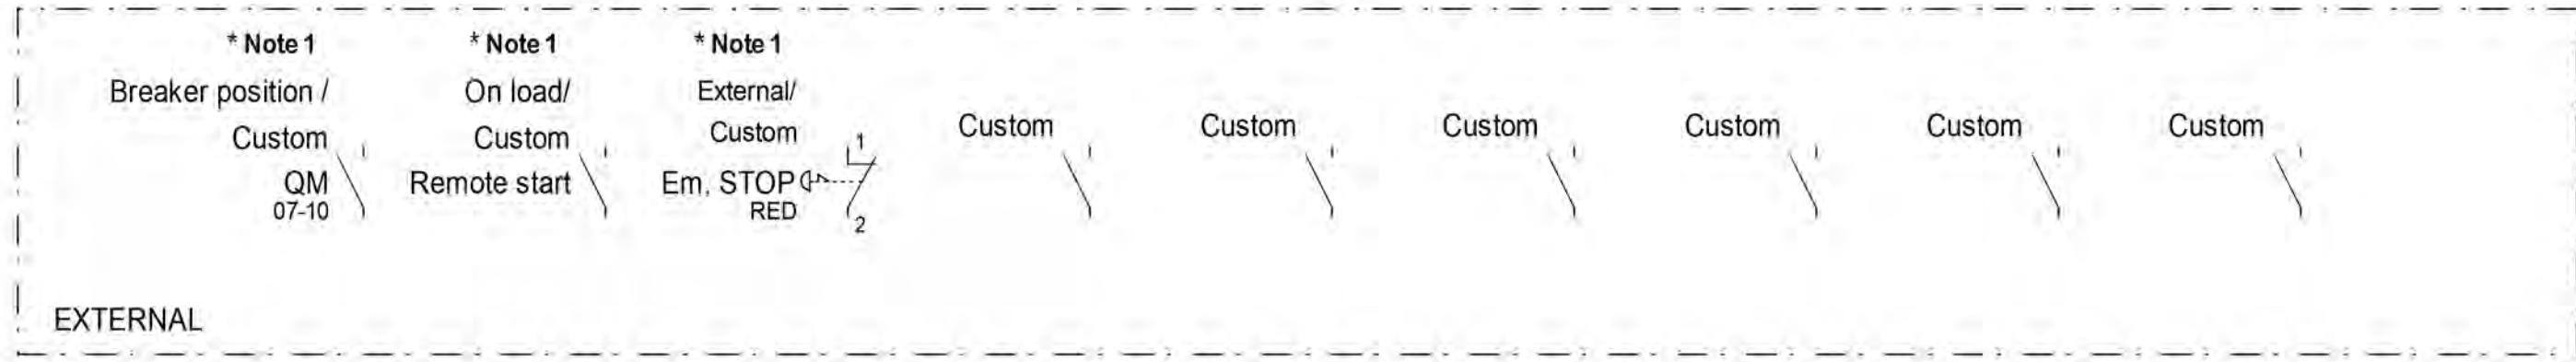 * Note 1
Breaker position /
Custom
QM
07-10
* Note 1
On load/
Custom
Remote start
* Note 1
External/
Custom
Em, STOP
RED
1
2
Custom
Custom
Custom
Custom
Custom
Custom
EXTERNAL